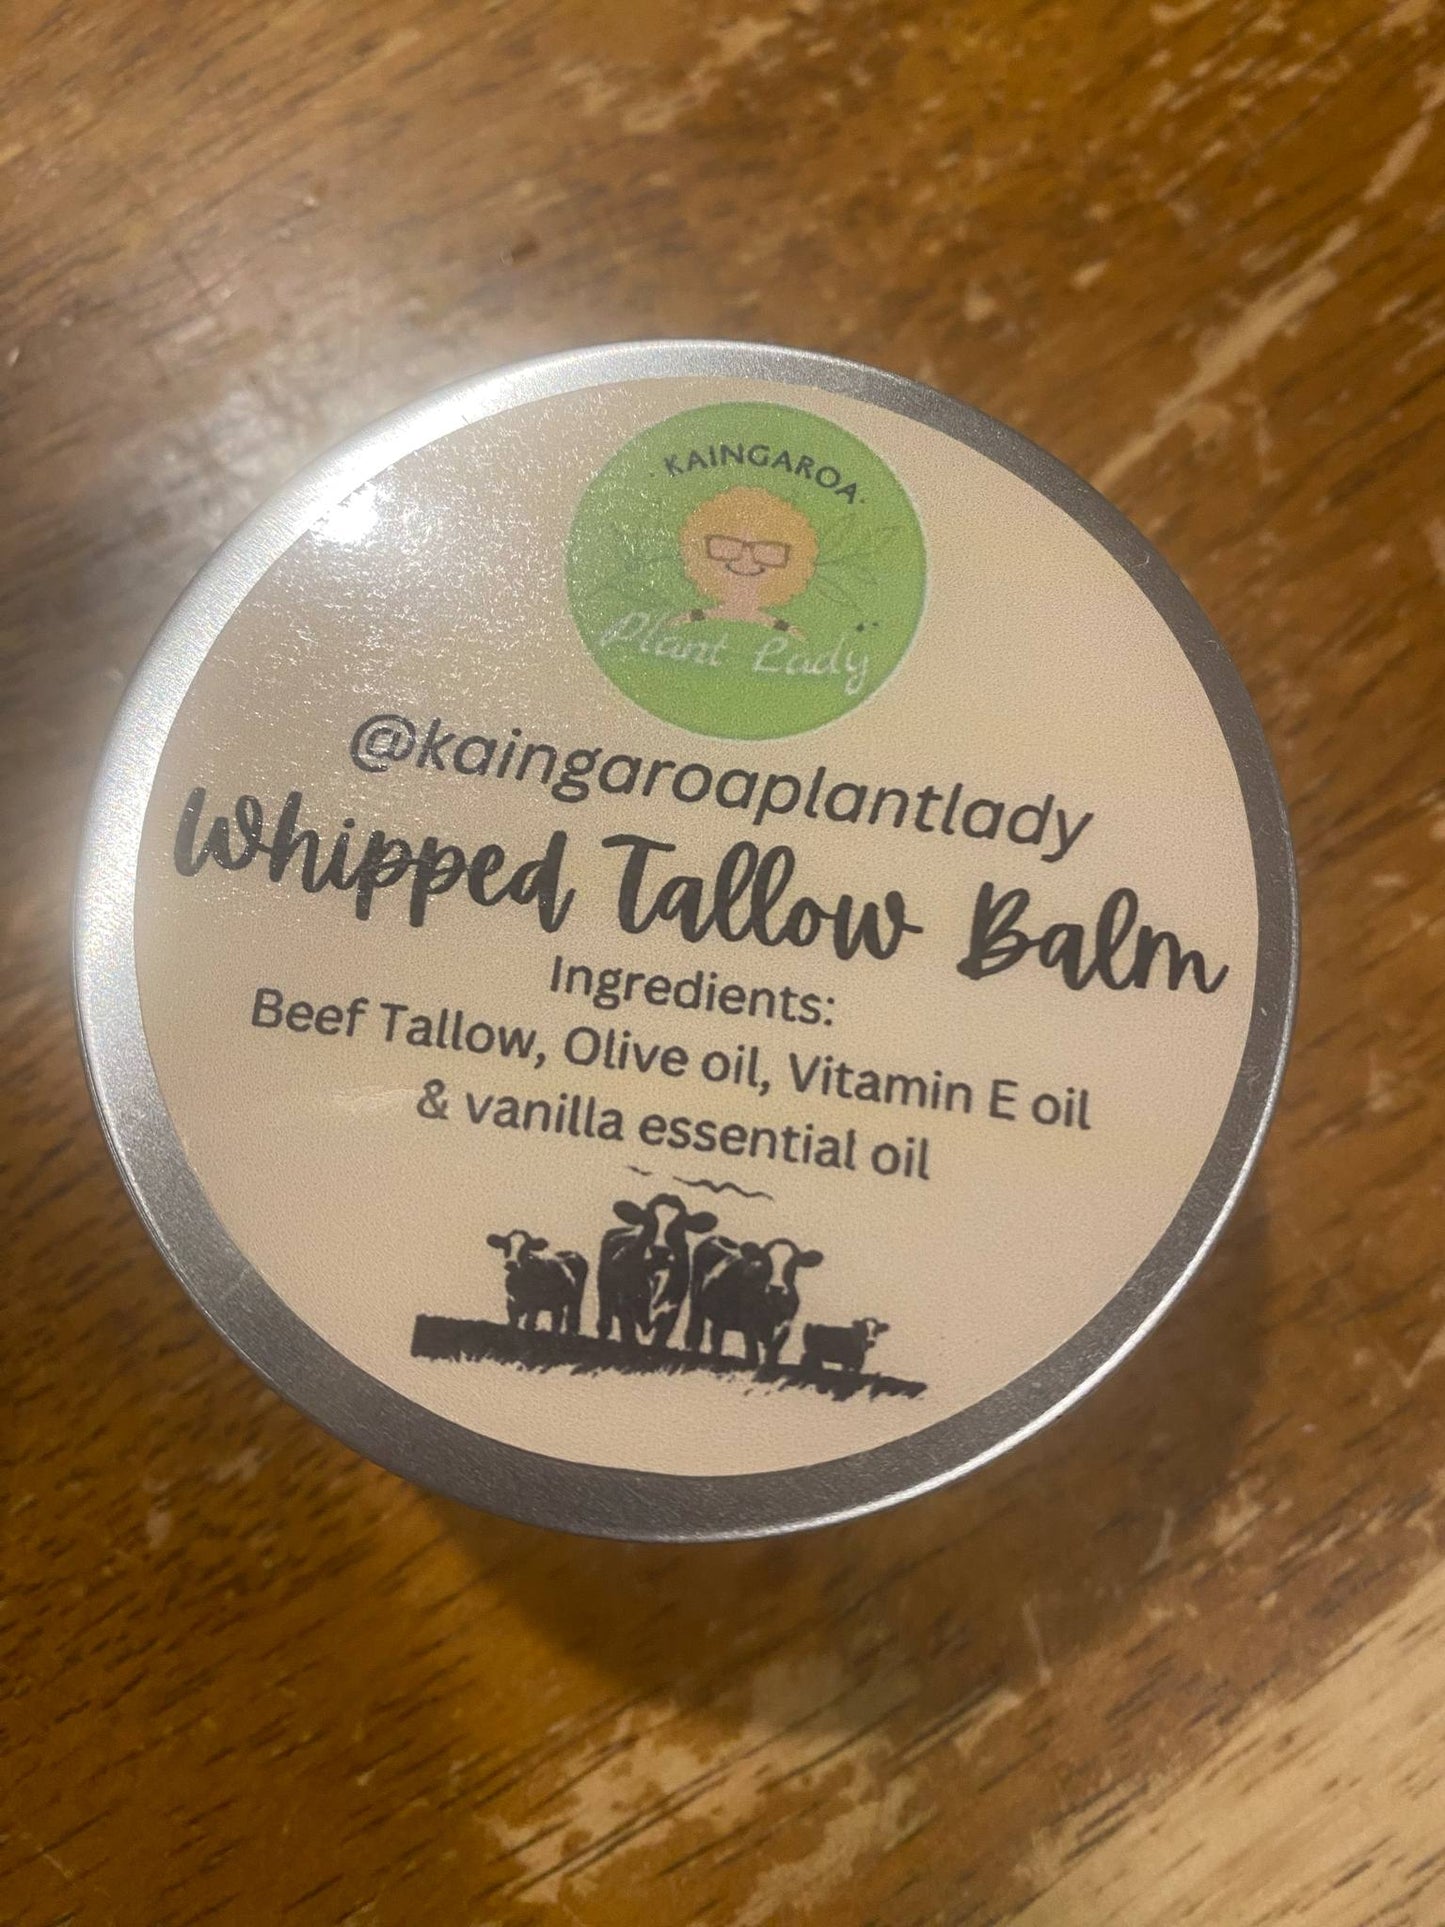 · KAINGAROA ·
Plant Lady
@kaingaroaplantlady
Whipped Tallow Balm
Ingredients:
Beef Tallow, Olive oil, Vitamin E oil
& vanilla essential oil